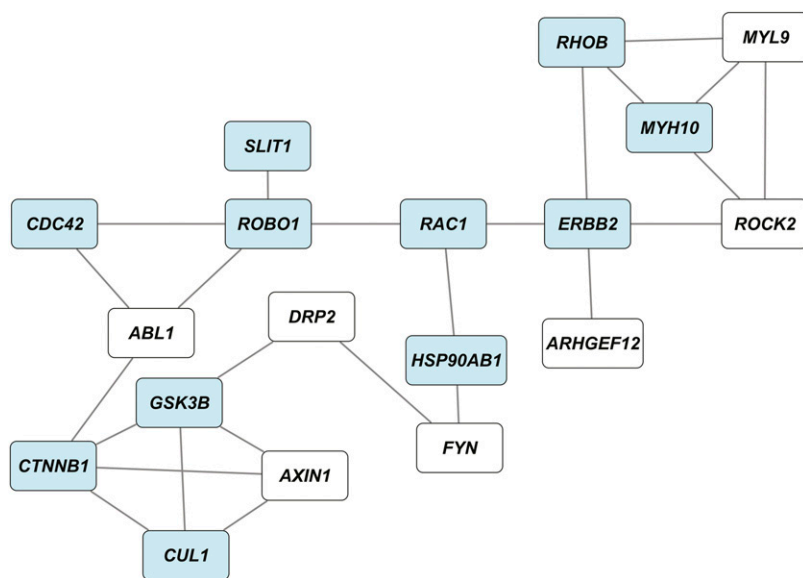 RHOB
MYL9
MYH10
SLIT1
CDC42
ROBO1
RAC1
ERBB2
ROCK2
ABL1
DRP2
ARHGEF12
HSP90AB1
GSK3B
FYN
CTNNB1
AXIN1
CUL1